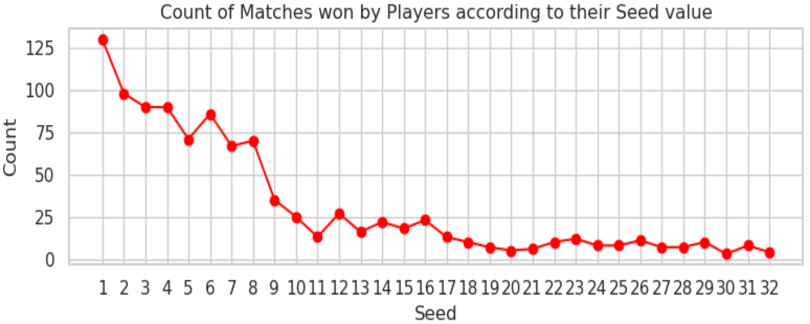 Count of Matches won by Players according to their Seed value
125
100
75
50
25
0
Count
1 2 3 4 5 6 7 8 9 10 11 12 13 14 15 16 17 18 19 20 21 22 23 24 25 26 27 28 29 30 31 32
Seed